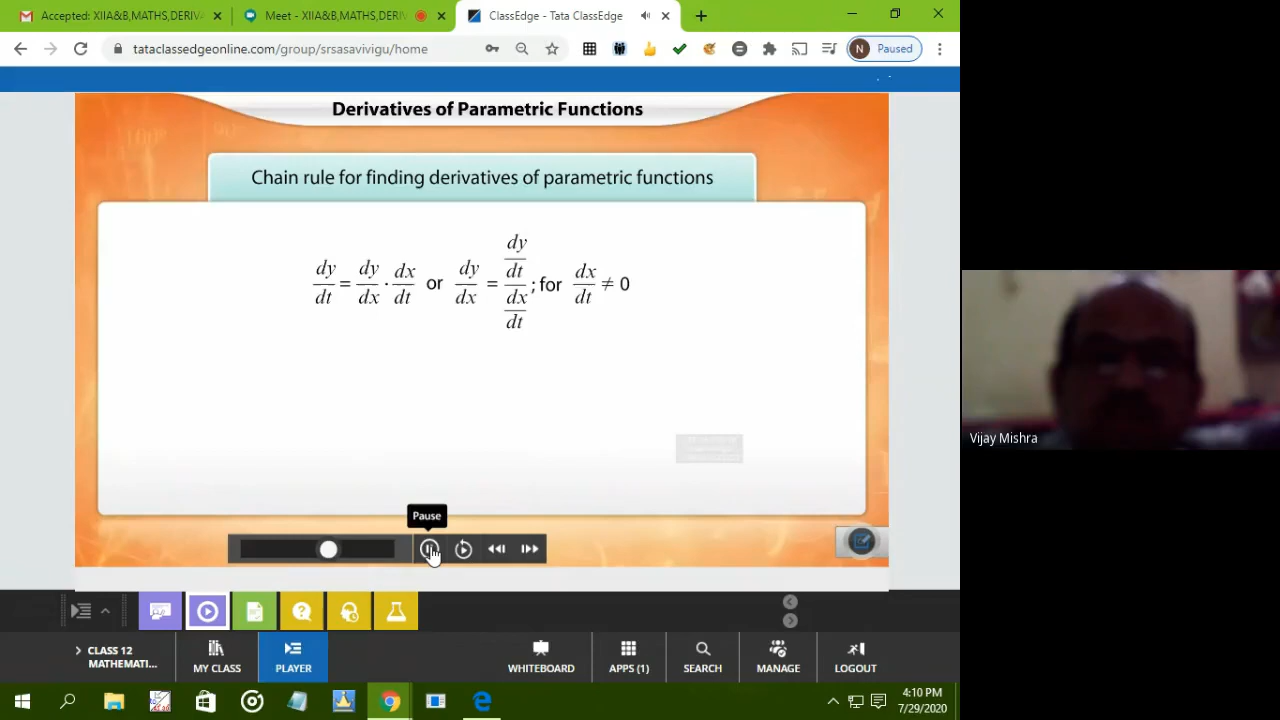 Accepted: XIIA&B,MATHS,DERIVA
Meet - XIIA&B,MATHS,DERIV
ClassEdge - Tata ClassEdge
tataclassedgeonline.com/group/srsasavivigu/home
N Paused
Derivatives of Parametric Functions
Chain rule for finding derivatives of parametric functions
dy/dt = dy/dx · dx/dt or dy/dx = dy/dt / dx/dt ; for dx/dt ≠ 0
Vijay Mishra
Pause
CLASS 12
MATHEMATI...
MY CLASS
PLAYER
WHITEBOARD
APPS (1)
SEARCH
MANAGE
LOGOUT
4:10 PM
7/29/2020